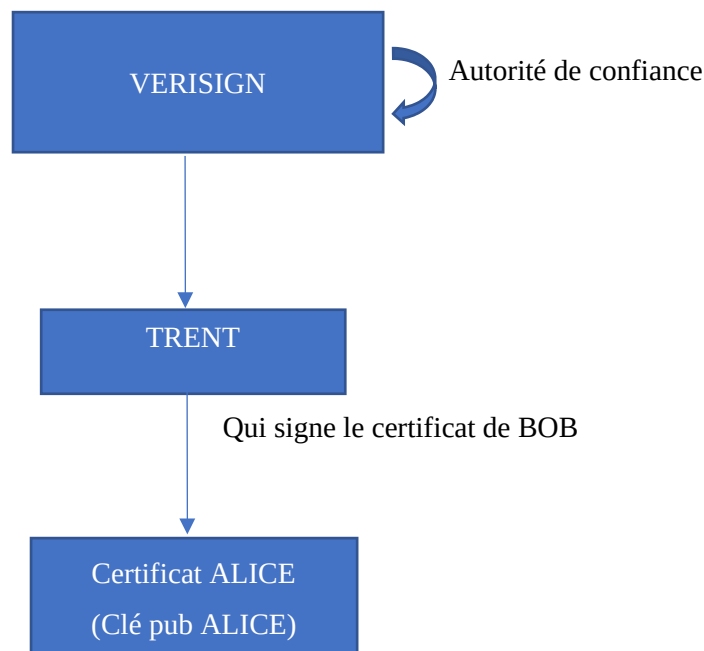 VERISIGN
Autorité de confiance
TRENT
Qui signe le certificat de BOB
Certificat ALICE
(Clé pub ALICE)